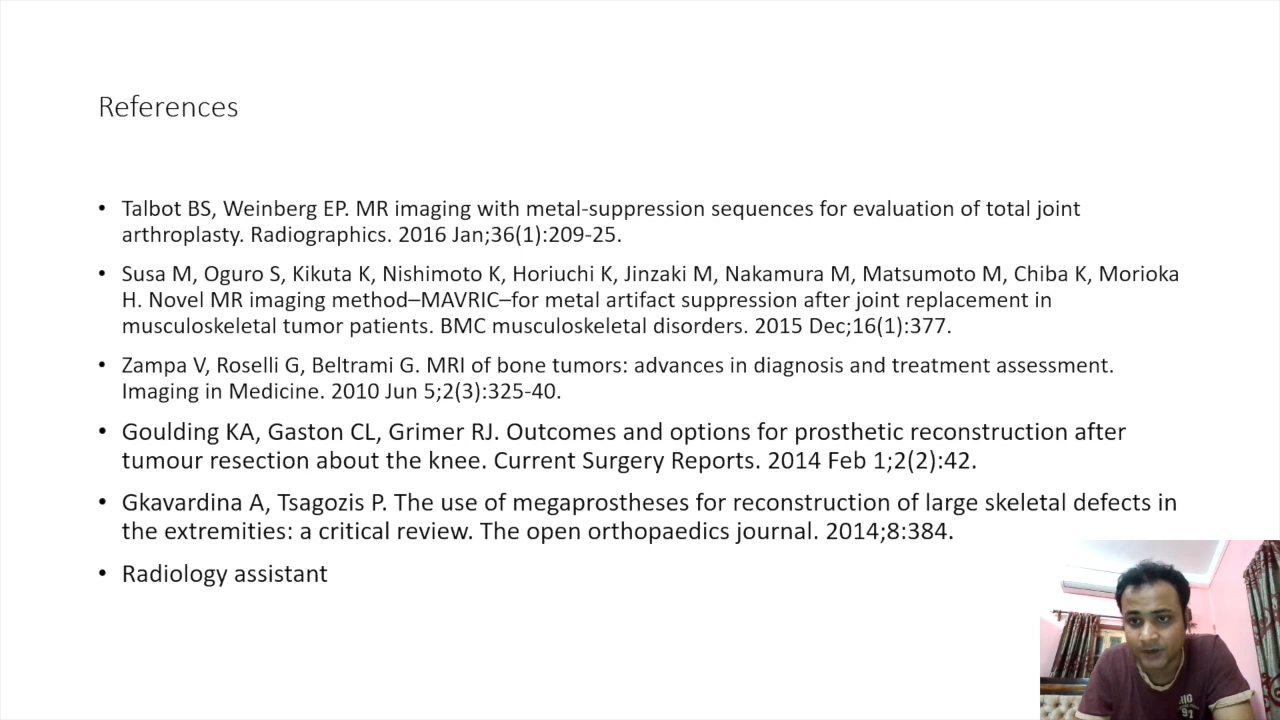 References
• Talbot BS, Weinberg EP. MR imaging with metal-suppression sequences for evaluation of total joint
arthroplasty. Radiographics. 2016 Jan;36(1):209-25.
• Susa M, Oguro S, Kikuta K, Nishimoto K, Horiuchi K, Jinzaki M, Nakamura M, Matsumoto M, Chiba K, Morioka
H. Novel MR imaging method–MAVRIC–for metal artifact suppression after joint replacement in
musculoskeletal tumor patients. BMC musculoskeletal disorders. 2015 Dec;16(1):377.
• Zampa V, Roselli G, Beltrami G. MRI of bone tumors: advances in diagnosis and treatment assessment.
Imaging in Medicine. 2010 Jun 5;2(3):325-40.
• Goulding KA, Gaston CL, Grimer RJ. Outcomes and options for prosthetic reconstruction after
tumour resection about the knee. Current Surgery Reports. 2014 Feb 1;2(2):42.
• Gkavardina A, Tsagozis P. The use of megaprostheses for reconstruction of large skeletal defects in
the extremities: a critical review. The open orthopaedics journal. 2014;8:384.
• Radiology assistant